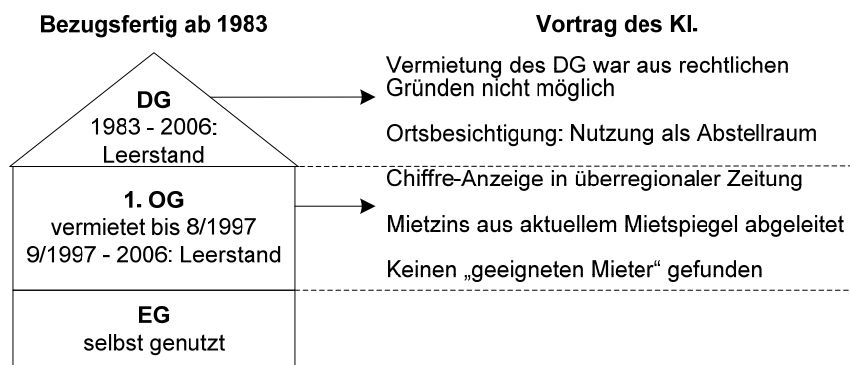 Bezugsfertig ab 1983
DG
1983 - 2006:
Leerstand
1. OG
vermietet bis 8/1997
9/1997 - 2006: Leerstand
EG
selbst genutzt
Vortrag des Kl.
Vermietung des DG war aus rechtlichen
Gründen nicht möglich
Ortsbesichtigung: Nutzung als Abstellraum
Chiffre-Anzeige in überregionaler Zeitung
Mietzins aus aktuellem Mietspiegel abgeleitet
Keinen „geeigneten Mieter“ gefunden